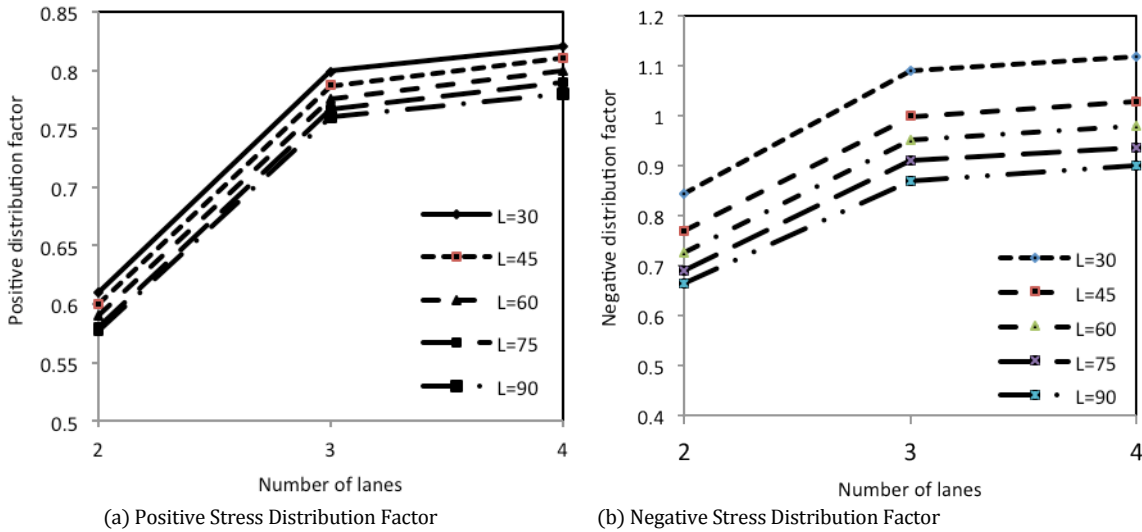 0.85
0.8
0.75
0.7
0.65
0.6
0.55
0.5
Positive distribution factor
2
3
4
Number of lanes
L=30
L=45
L=60
L=75
L=90
(a) Positive Stress Distribution Factor
1.2
1.1
1
0.9
0.8
0.7
0.6
0.5
0.4
Negative distribution factor
2
3
4
Number of lanes
L=30
L=45
L=60
L=75
L=90
(b) Negative Stress Distribution Factor